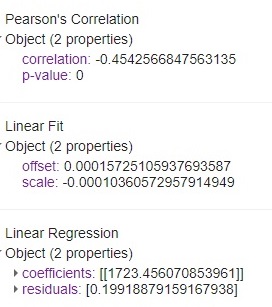 Pearson's Correlation
Object (2 properties)
correlation: -0.4542566847563135
p-value: 0
Linear Fit
Object (2 properties)
offset: 0.00015725105937693587
scale: -0.00010360572957914949
Linear Regression
Object (2 properties)
coefficients: [[1723.456070853961]]
residuals: [0.19918879159167938]